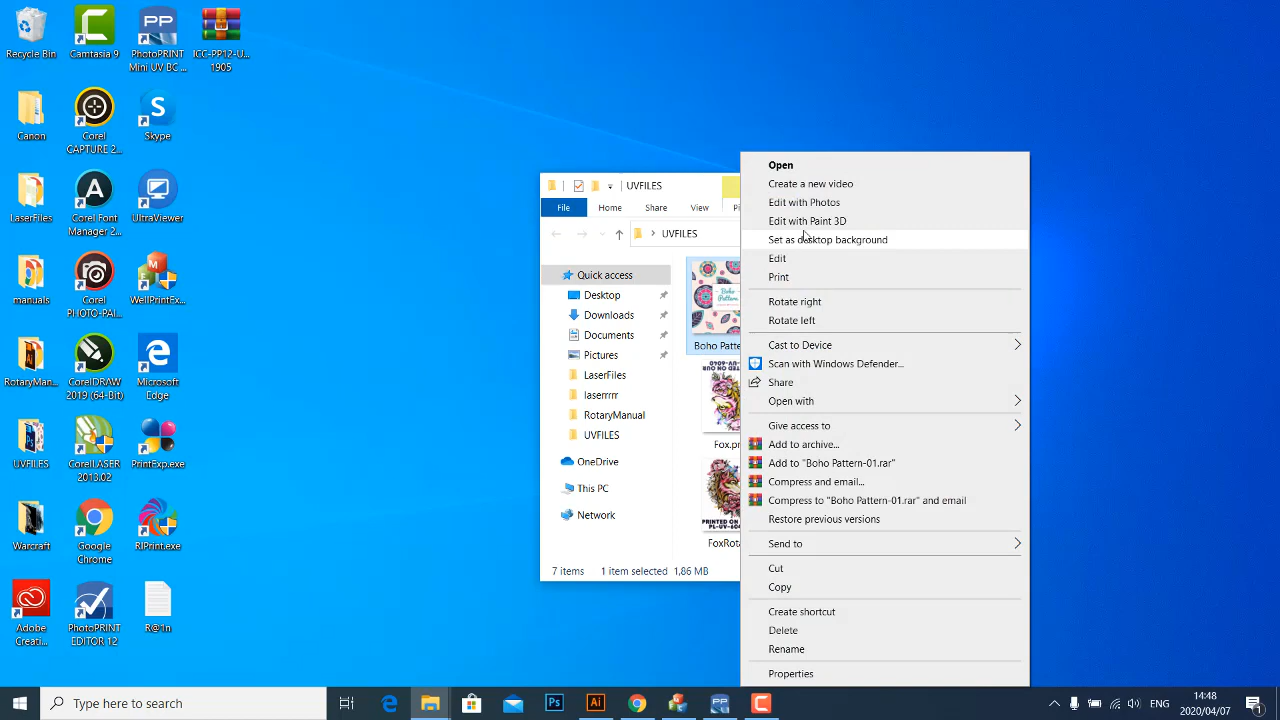 Recycle Bin
Camtasia 9
PhotoPRINT
Mini UV BC ...
ICC-PP12-U...
1905
Canon
Corel
CAPTURE 2...
Skype
LaserFiles
Corel Font
Manager 2...
UltraViewer
manuals
Corel
PHOTO-PAI...
WellPrintEx...
RotaryMan...
CorelDRAW
2019 (64-Bit)
Microsoft
Edge
UVFILES
CorelLASER
2013.02
PrintExp.exe
Warcraft
Google
Chrome
RIPrint.exe
Adobe
Creati...
PhotoPRINT
EDITOR 12
R@1n
UVFILES
File
Home
Share
View
UVFILES
Quick access
Desktop
Downloads
Documents
Pictures
LaserFiles
laserrrrr
RotaryManual
UVFILES
OneDrive
This PC
Network
Boho
Pattern
Boho Patte
PRINTED ON
7 items
1 item selected
1,86 MB
Open
Create a new video
Edit with Photos
Edit with Paint 3D
Set as desktop background
Edit
Print
Rotate right
Rotate left
Cast to Device
Scan with Windows Defender...
Share
Open with
Give access to
Add to archive...
Add to "Boho Pattern-01.rar"
Compress and email...
Compress to "Boho Pattern-01.rar" and email
Restore previous versions
Send to
Cut
Copy
Create shortcut
Delete
Rename
Properties
Type here to search
Ps
Ai
PP
ENG
14:48
2020/04/07